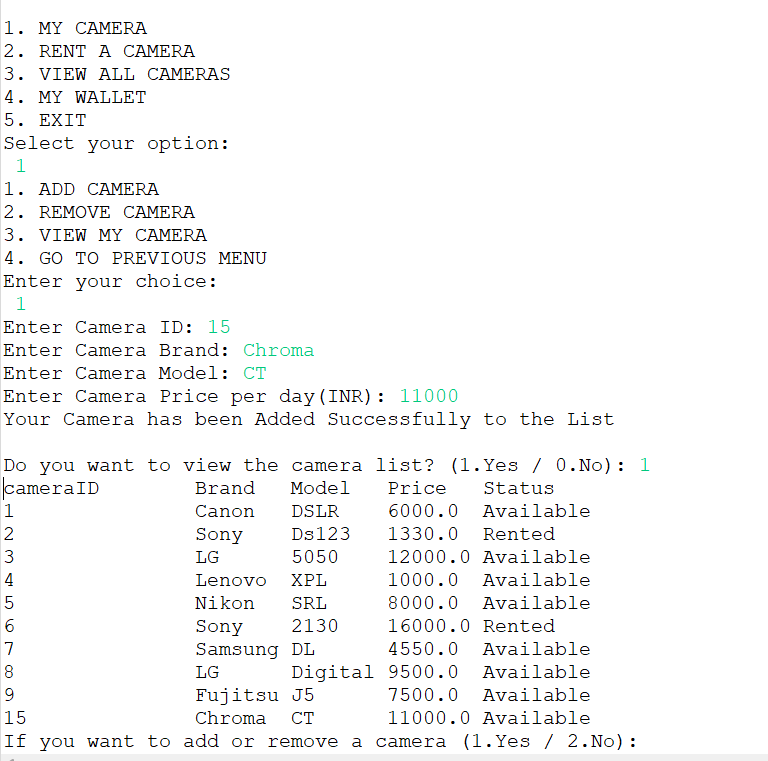 1. MY CAMERA
2. RENT A CAMERA
3. VIEW ALL CAMERAS
4. MY WALLET
5. EXIT
Select your option:
1
1. ADD CAMERA
2. REMOVE CAMERA
3. VIEW MY CAMERA
4. GO TO PREVIOUS MENU
Enter your choice:
1
Enter Camera ID: 15
Enter Camera Brand: Chroma
Enter Camera Model: CT
Enter Camera Price per day(INR): 11000
Your Camera has been Added Successfully to the List
Do you want to view the camera list? (1.Yes / 0.No): 1
cameraID Brand Model Price Status
1 Canon DSLR 6000.0 Available
2 Sony Ds123 1330.0 Rented
3 LG 5050 12000.0 Available
4 Lenovo XPL 1000.0 Available
5 Nikon SRL 8000.0 Available
6 Sony 2130 16000.0 Rented
7 Samsung DL 4550.0 Available
8 LG Digital 9500.0 Available
9 Fujitsu J5 7500.0 Available
15 Chroma CT 11000.0 Available
If you want to add or remove a camera (1.Yes / 2.No):